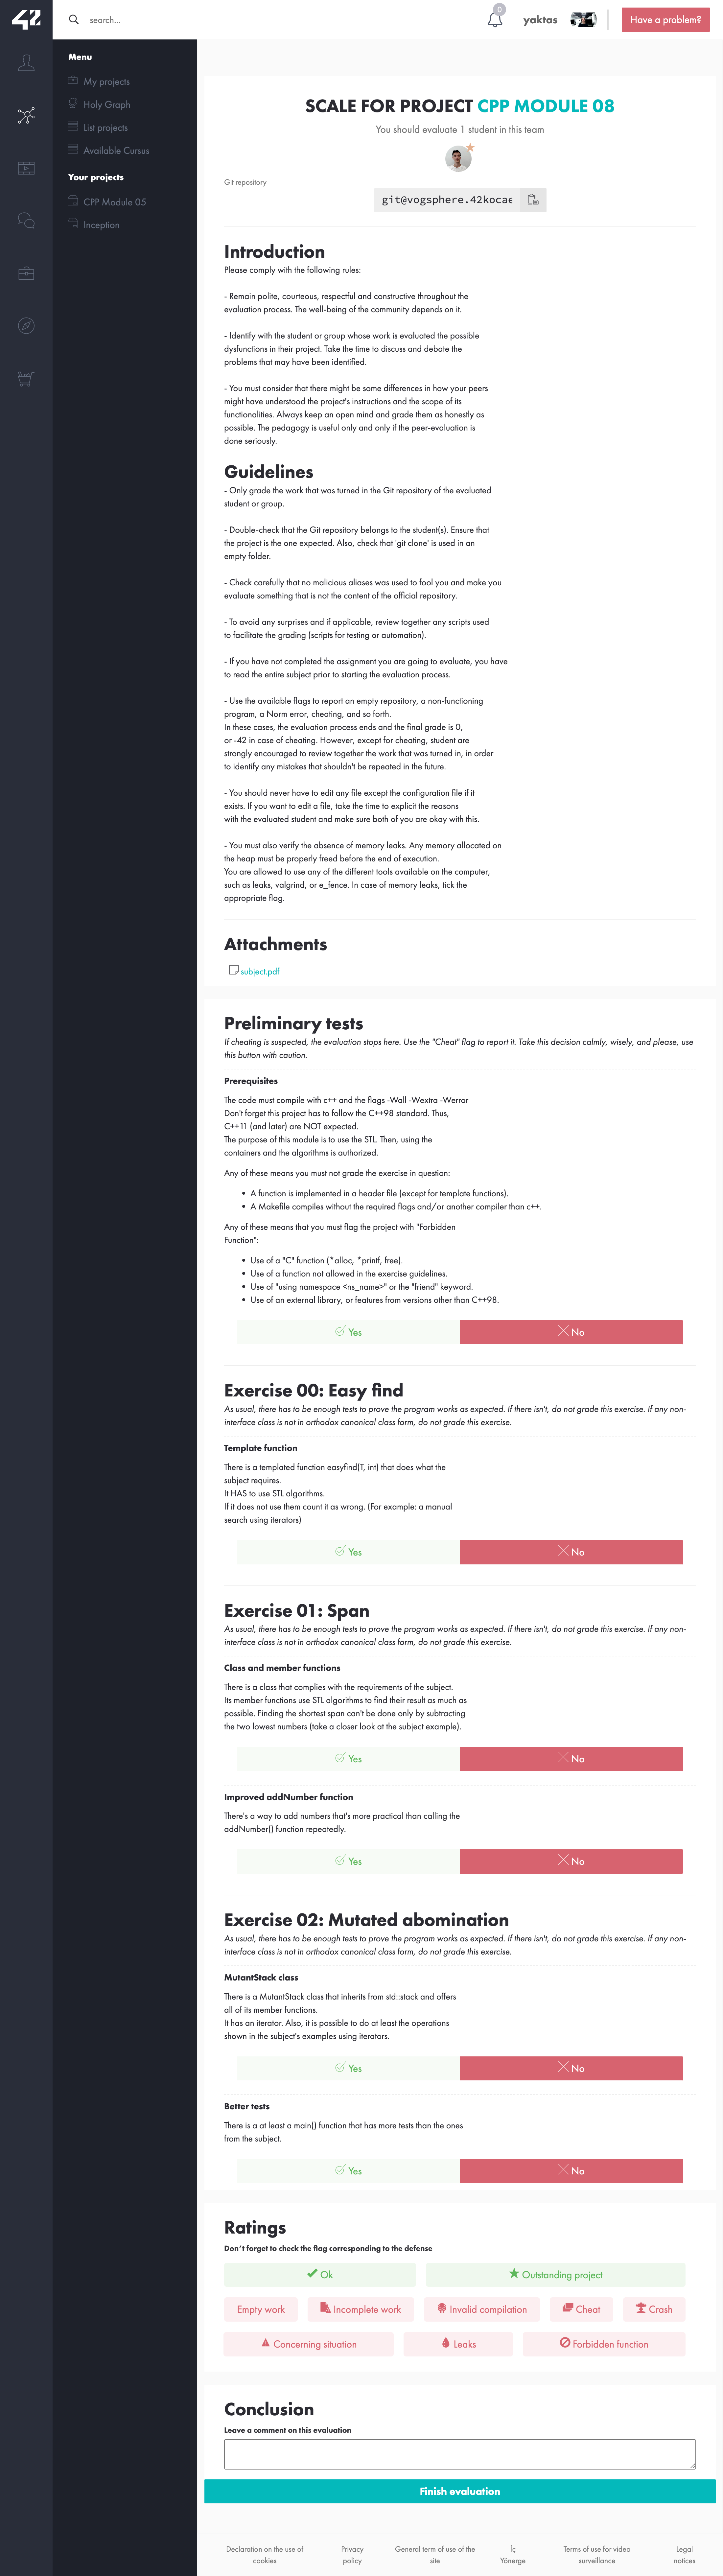 42
search...
0
yaktas
Have a problem?
Menu
My projects
Holy Graph
List projects
Available Cursus
Your projects
CPP Module 05
Inception
SCALE FOR PROJECT CPP MODULE 08
You should evaluate 1 student in this team
Git repository
git@vogsphere.42kocae
Introduction
Please comply with the following rules:
- Remain polite, courteous, respectful and constructive throughout the
evaluation process. The well-being of the community depends on it.
- Identify with the student or group whose work is evaluated the possible
dysfunctions in their project. Take the time to discuss and debate the
problems that may have been identified.
- You must consider that there might be some differences in how your peers
might have understood the project's instructions and the scope of its
functionalities. Always keep an open mind and grade them as honestly as
possible. The pedagogy is useful only and only if the peer-evaluation is
done seriously.
Guidelines
- Only grade the work that was turned in the Git repository of the evaluated
student or group.
- Double-check that the Git repository belongs to the student(s). Ensure that
the project is the one expected. Also, check that 'git clone' is used in an
empty folder.
- Check carefully that no malicious aliases was used to fool you and make you
evaluate something that is not the content of the official repository.
- To avoid any surprises and if applicable, review together any scripts used
to facilitate the grading (scripts for testing or automation).
- If you have not completed the assignment you are going to evaluate, you have
to read the entire subject prior to starting the evaluation process.
- Use the available flags to report an empty repository, a non-functioning
program, a Norm error, cheating, and so forth.
In these cases, the evaluation process ends and the final grade is 0,
or -42 in case of cheating. However, except for cheating, student are
strongly encouraged to review together the work that was turned in, in order
to identify any mistakes that shouldn't be repeated in the future.
- You should never have to edit any file except the configuration file if it
exists. If you want to edit a file, take the time to explicit the reasons
with the evaluated student and make sure both of you are okay with this.
- You must also verify the absence of memory leaks. Any memory allocated on
the heap must be properly freed before the end of execution.
You are allowed to use any of the different tools available on the computer,
such as leaks, valgrind, or e_fence. In case of memory leaks, tick the
appropriate flag.
Attachments
subject.pdf
Preliminary tests
If cheating is suspected, the evaluation stops here. Use the "Cheat" flag to report it. Take this decision calmly, wisely, and please, use
this button with caution.
Prerequisites
The code must compile with c++ and the flags -Wall -Wextra -Werror
Don't forget this project has to follow the C++98 standard. Thus,
C++11 (and later) are NOT expected.
The purpose of this module is to use the STL. Then, using the
containers and the algorithms is authorized.
Any of these means you must not grade the exercise in question:
• A function is implemented in a header file (except for template functions).
• A Makefile compiles without the required flags and/or another compiler than c++.
Any of these means that you must flag the project with "Forbidden
Function":
• Use of a "C" function (*alloc, *printf, free).
• Use of a function not allowed in the exercise guidelines.
• Use of "using namespace <ns_name>" or the "friend" keyword.
• Use of an external library, or features from versions other than C++98.
Yes
No
Exercise 00: Easy find
As usual, there has to be enough tests to prove the program works as expected. If there isn't, do not grade this exercise. If any non-
interface class is not in orthodox canonical class form, do not grade this exercise.
Template function
There is a templated function easyfind(T, int) that does what the
subject requires.
It HAS to use STL algorithms.
If it does not use them count it as wrong. (For example: a manual
search using iterators)
Yes
No
Exercise 01: Span
As usual, there has to be enough tests to prove the program works as expected. If there isn't, do not grade this exercise. If any non-
interface class is not in orthodox canonical class form, do not grade this exercise.
Class and member functions
There is a class that complies with the requirements of the subject.
Its member functions use STL algorithms to find their result as much as
possible. Finding the shortest span can't be done only by subtracting
the two lowest numbers (take a closer look at the subject example).
Yes
No
Improved addNumber function
There's a way to add numbers that's more practical than calling the
addNumber() function repeatedly.
Yes
No
Exercise 02: Mutated abomination
As usual, there has to be enough tests to prove the program works as expected. If there isn't, do not grade this exercise. If any non-
interface class is not in orthodox canonical class form, do not grade this exercise.
MutantStack class
There is a MutantStack class that inherits from std::stack and offers
all of its member functions.
It has an iterator. Also, it is possible to do at least the operations
shown in the subject's examples using iterators.
Yes
No
Better tests
There is a at least a main() function that has more tests than the ones
from the subject.
Yes
No
Ratings
Don't forget to check the flag corresponding to the defense
Ok
Outstanding project
Empty work
Incomplete work
Invalid compilation
Cheat
Crash
Concerning situation
Leaks
Forbidden function
Conclusion
Leave a comment on this evaluation
Finish evaluation
Declaration on the use of
cookies
Privacy
policy
General term of use of the
site
İç
Yönerge
Terms of use for video
surveillance
Legal
notices